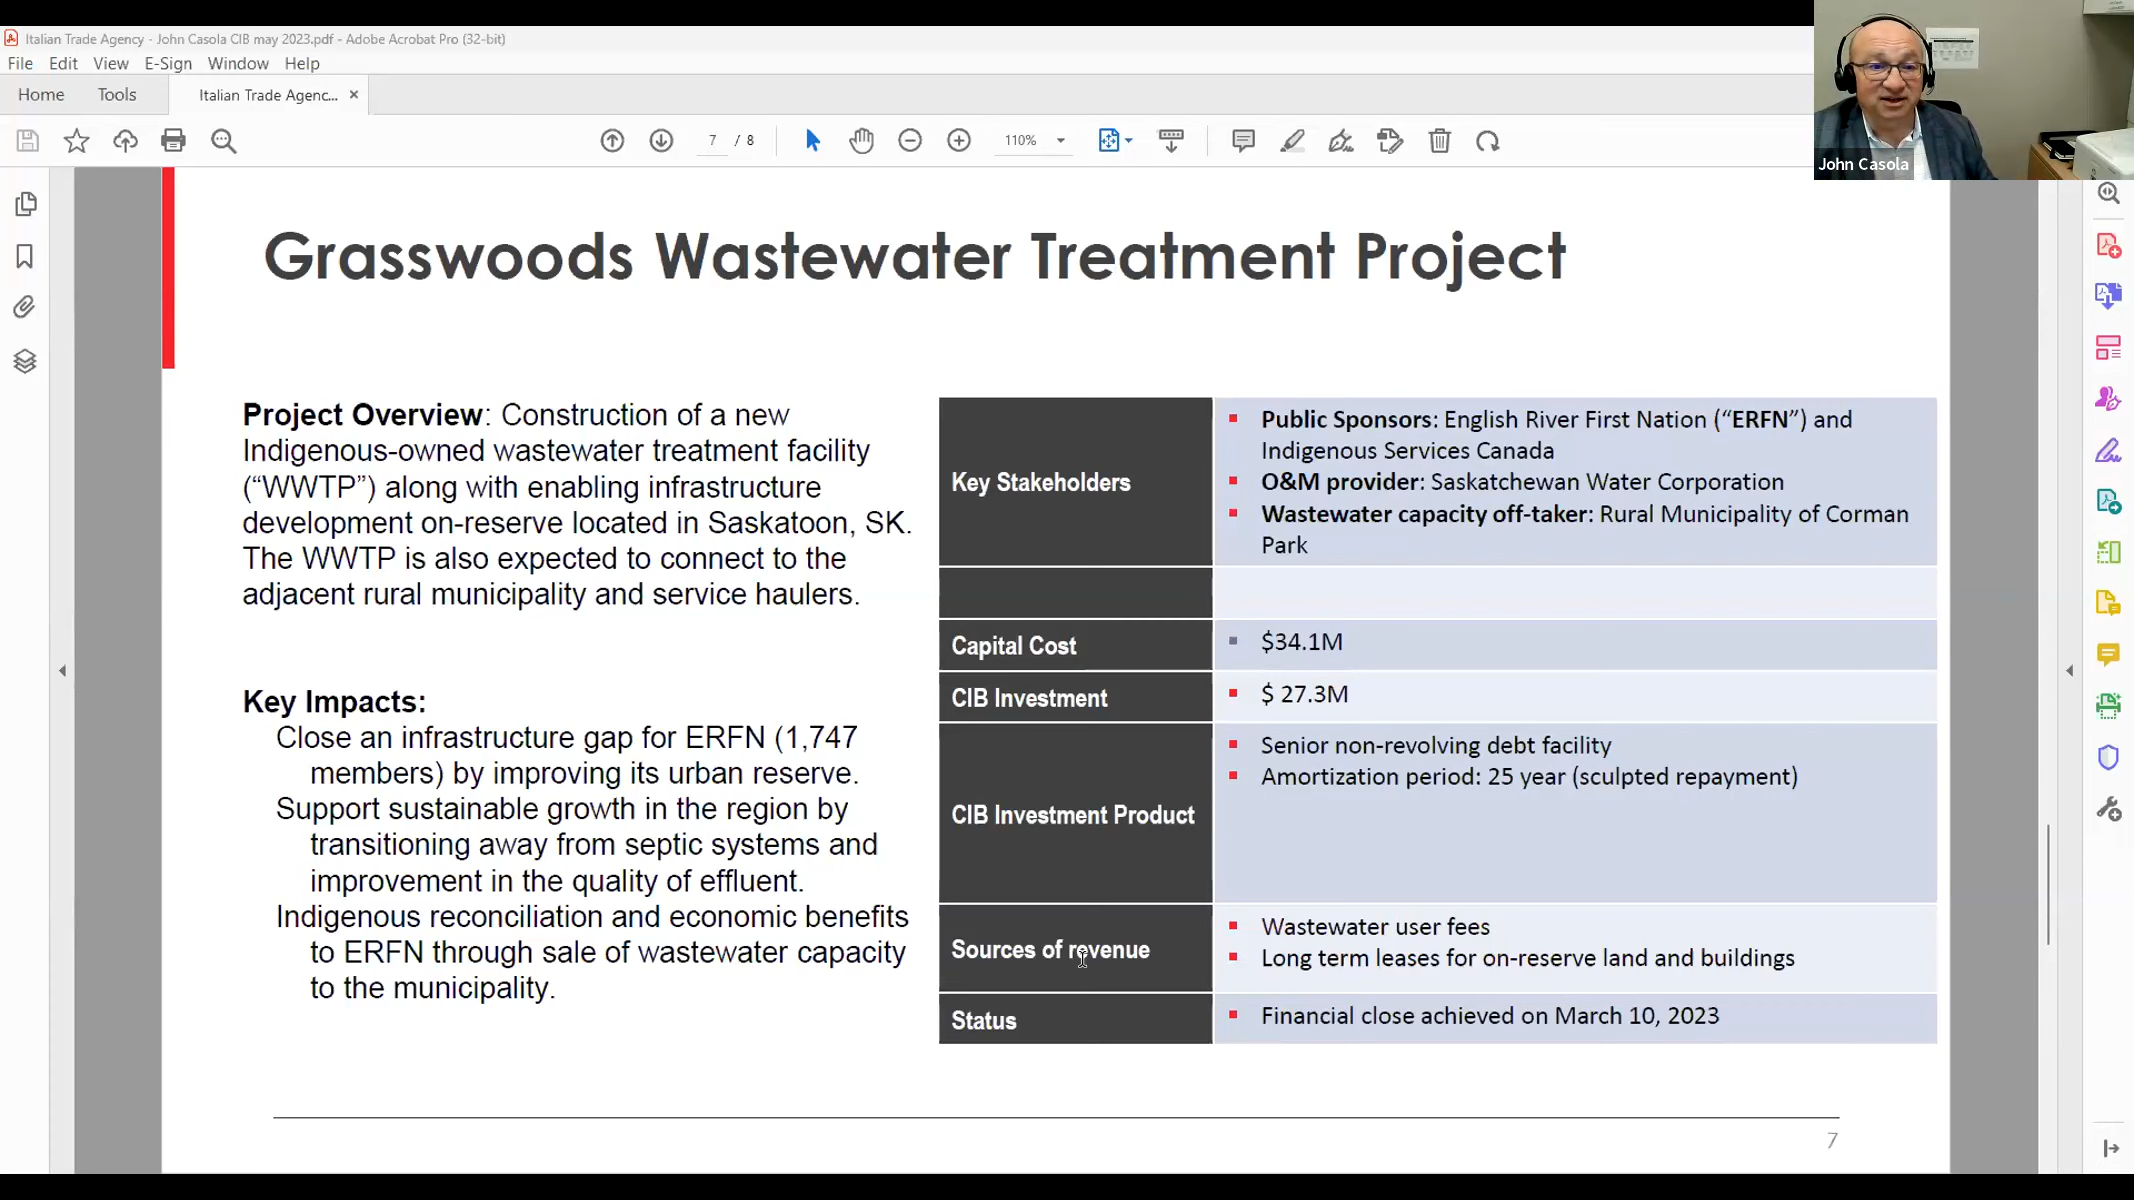 Italian Trade Agency - John Casola CIB may 2023.pdf - Adobe Acrobat Pro (32-bit)
File Edit View E-Sign Window Help
Home Tools Italian Trade Agenc... ×
7 / 8 110%
John Casola
Grasswoods Wastewater Treatment Project
Project Overview: Construction of a new
Indigenous-owned wastewater treatment facility
(“WWTP”) along with enabling infrastructure
development on-reserve located in Saskatoon, SK.
The WWTP is also expected to connect to the
adjacent rural municipality and service haulers.
Key Impacts:
Close an infrastructure gap for ERFN (1,747
members) by improving its urban reserve.
Support sustainable growth in the region by
transitioning away from septic systems and
improvement in the quality of effluent.
Indigenous reconciliation and economic benefits
to ERFN through sale of wastewater capacity
to the municipality.
Key Stakeholders
▪ Public Sponsors: English River First Nation (“ERFN”) and
Indigenous Services Canada
▪ O&M provider: Saskatchewan Water Corporation
▪ Wastewater capacity off-taker: Rural Municipality of Corman
Park
Capital Cost
▪ $34.1M
CIB Investment
▪ $ 27.3M
CIB Investment Product
▪ Senior non-revolving debt facility
▪ Amortization period: 25 year (sculpted repayment)
Sources of revenue
▪ Wastewater user fees
▪ Long term leases for on-reserve land and buildings
Status
▪ Financial close achieved on March 10, 2023
7